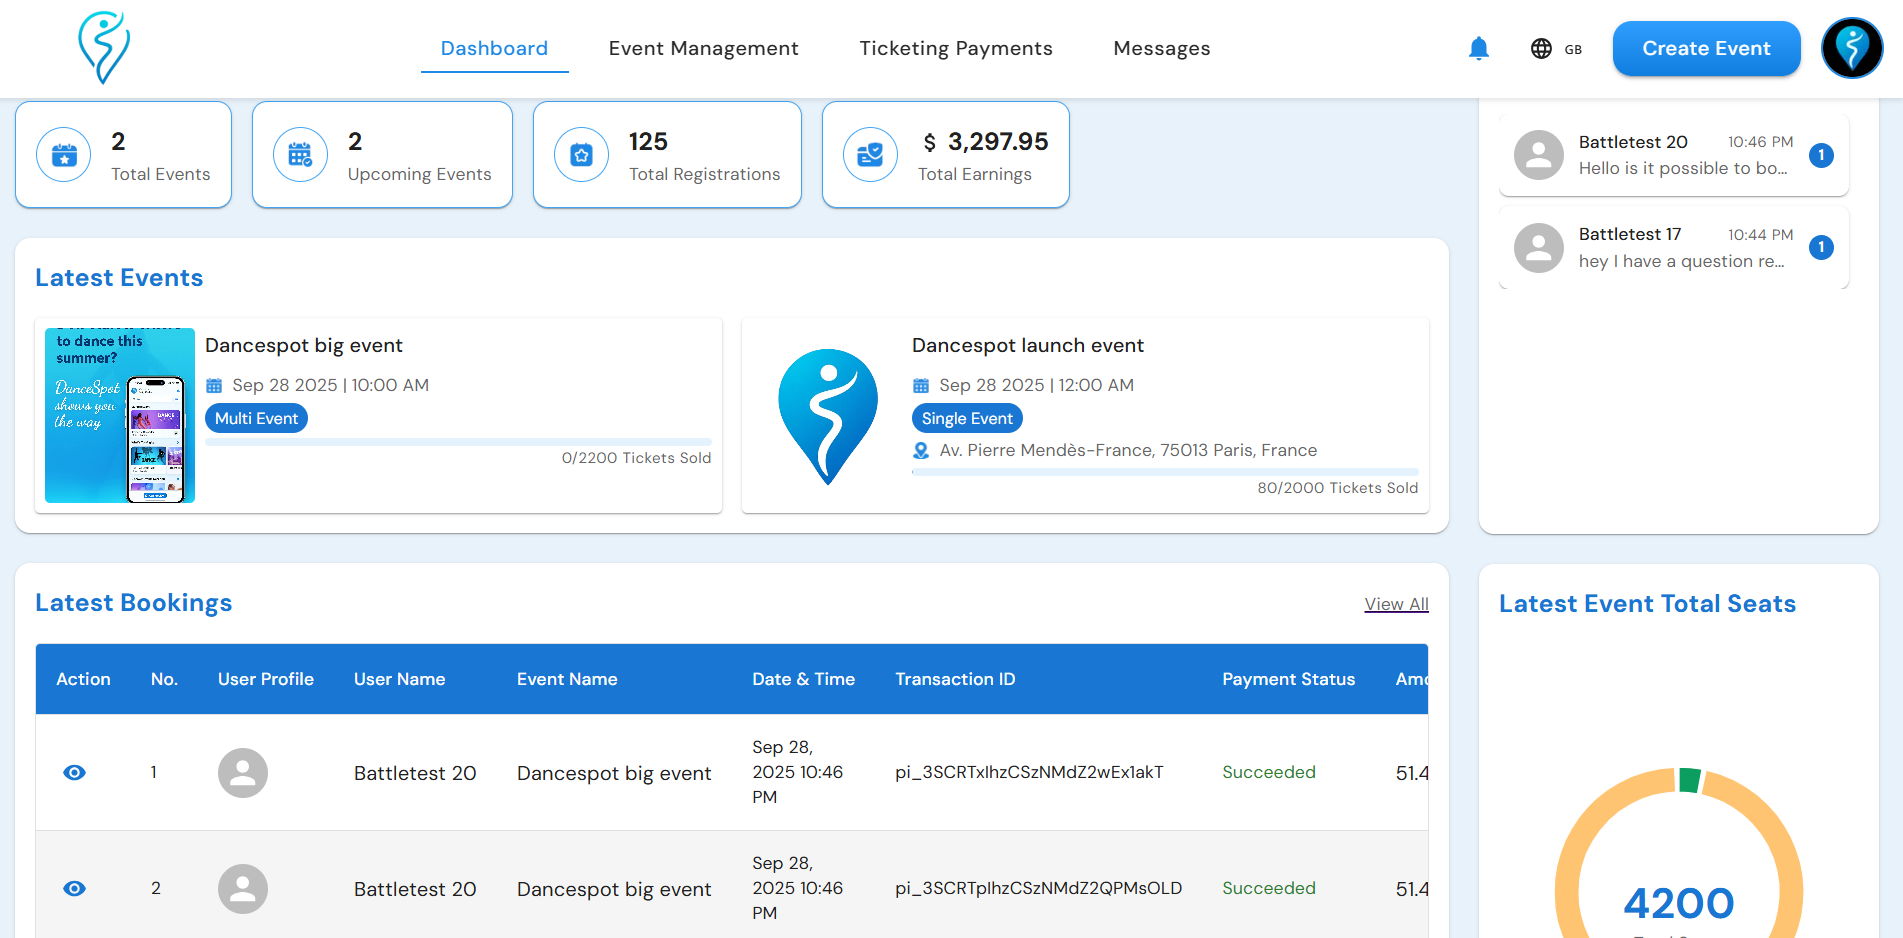 Dashboard
Event Management
Ticketing Payments
Messages
GB
Create Event
2
Total Events
2
Upcoming Events
125
Total Registrations
$ 3,297.95
Total Earnings
Battletest 20
10:46 PM
1
Hello is it possible to bo...
Battletest 17
10:44 PM
1
hey I have a question re...
Latest Events
to dance this
summer?
DanceSpot
shows you
the way
Dancespot big event
Sep 28 2025 | 10:00 AM
Multi Event
0/2200 Tickets Sold
Dancespot launch event
Sep 28 2025 | 12:00 AM
Single Event
Av. Pierre Mendès-France, 75013 Paris, France
80/2000 Tickets Sold
Latest Bookings
View All
Action No. User Profile User Name Event Name Date & Time Transaction ID Payment Status Amo
1 Battletest 20 Dancespot big event Sep 28,
2025 10:46
PM
pi_3SCRTxIhzCSzNMdZ2wEx1akT Succeeded 51.4
2 Battletest 20 Dancespot big event Sep 28,
2025 10:46
PM
pi_3SCRTpIhzCSzNMdZ2QPMsOLD Succeeded 51.4
Latest Event Total Seats
4200